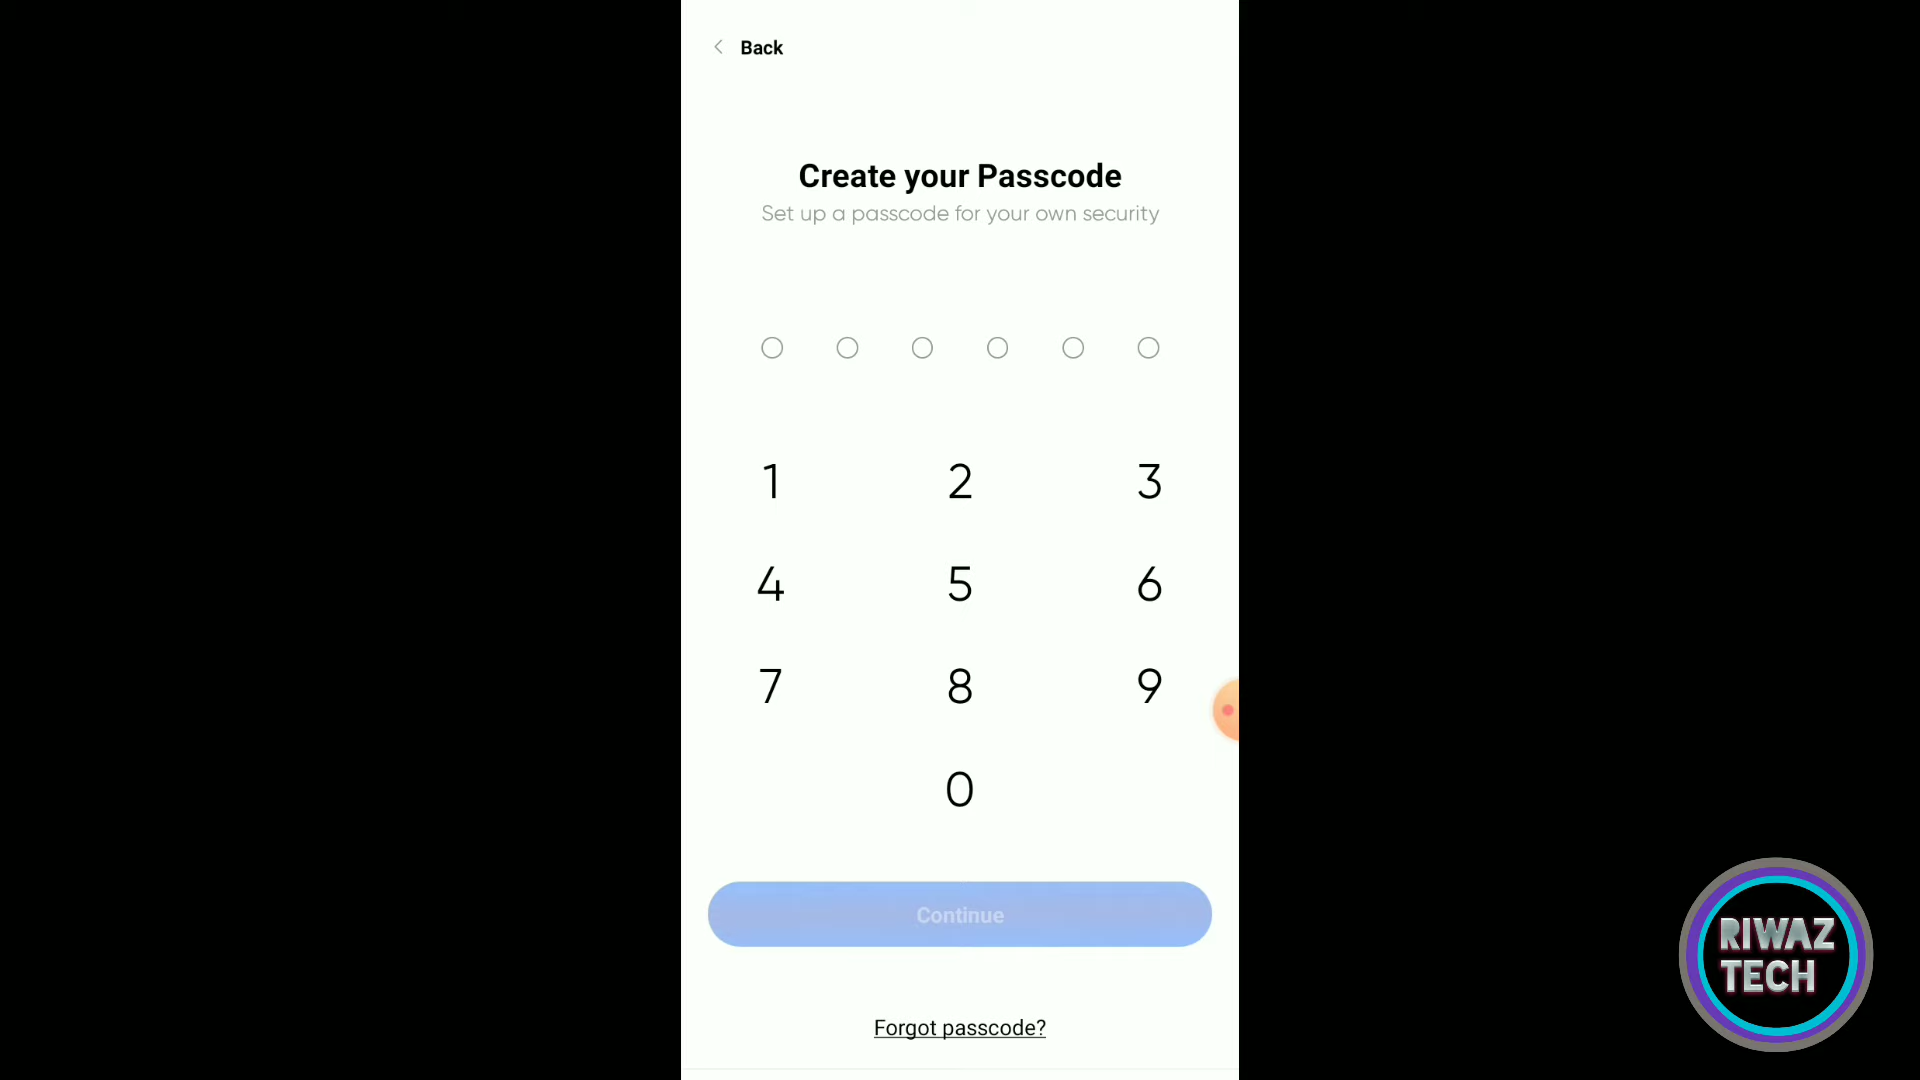 Back
Create your Passcode
Set up a passcode for your own security
1 2 3
4 5 6
7 8 9
0
Continue
Forgot passcode?
RIWAZ
TECH